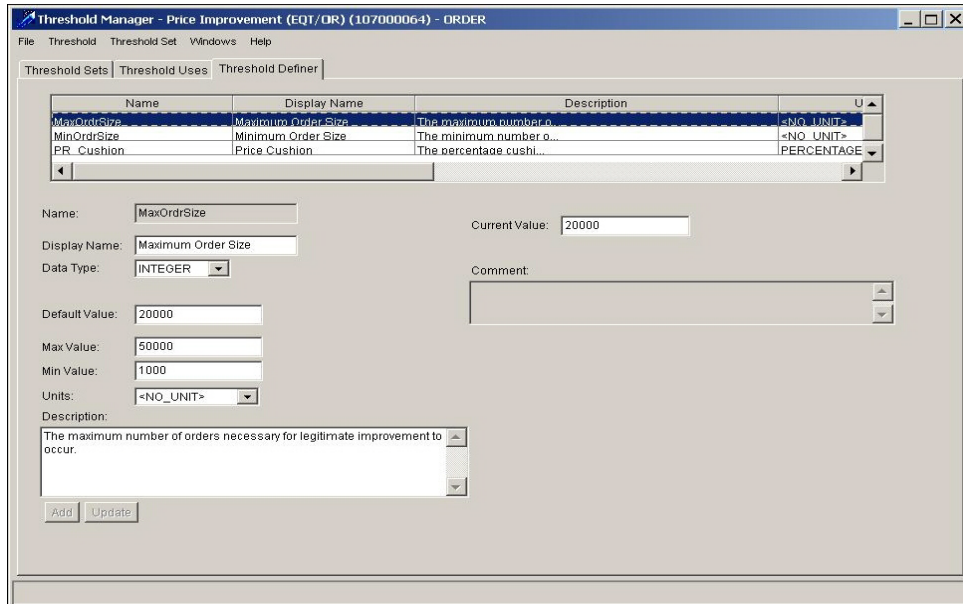 Threshold Manager - Price Improvement (EQT/OR) (107000064) - ORDER
File Threshold Threshold Set Windows Help
Threshold Sets Threshold Uses Threshold Definer
Name Display Name Description U
MaxOrdrSize Maximum Order Size The maximum number o... <NO_UNIT>
MinOrdrSize Minimum Order Size The minimum number o... <NO_UNIT>
PR_Cushion Price Cushion The percentage cushi... PERCENTAGE
Name: MaxOrdrSize
Current Value: 20000
Display Name: Maximum Order Size
Data Type: INTEGER
Comment:
Default Value: 20000
Max Value: 50000
Min Value: 1000
Units: <NO_UNIT>
Description:
The maximum number of orders necessary for legitimate improvement to
occur.
Add Update